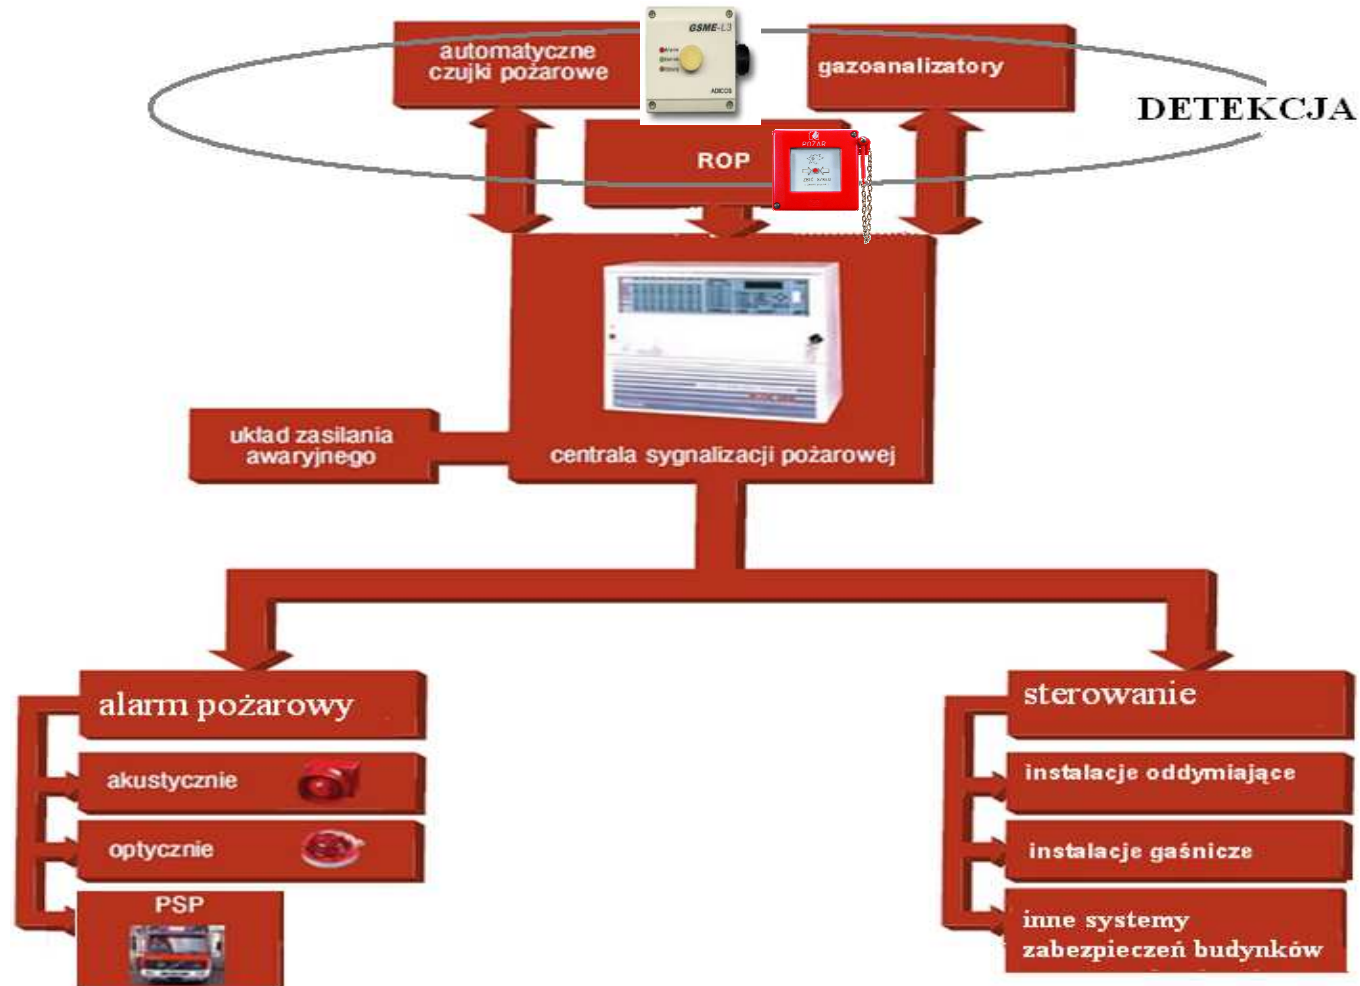 GSME-L3
automatyczne
czujki pożarowe
gazoanalizatory
ADICOS
DETEKCJA
POŻAR
ROP
układ zasilania
awaryjnego
centrala sygnalizacji pożarowej
alarm pożarowy
akustycznie
optycznie
PSP
sterowanie
instalacje oddymiające
instalacje gaśnicze
inne systemy
zabezpieczeń budynków